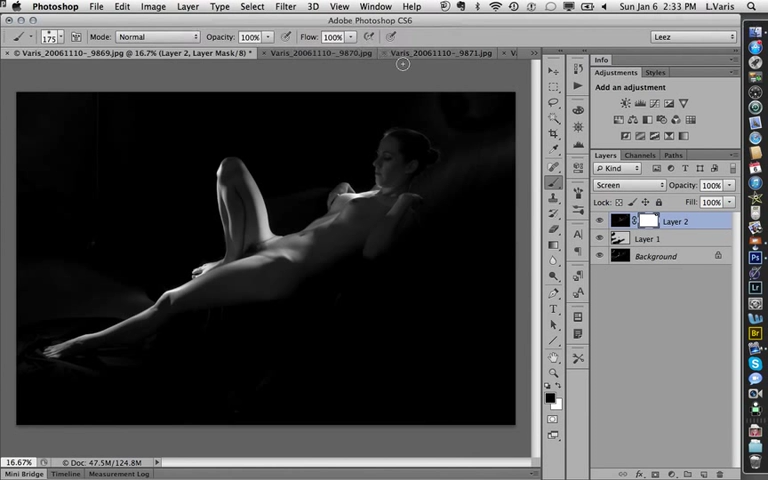 Photoshop File Edit Image Layer Type Select Filter 3D View Window Help Sun Jan 6 2:33 PM L.Varis
Adobe Photoshop CS6
175 Mode: Normal Opacity: 100% Flow: 100% Leez
× © Varis_20061110-_9869.jpg @ 16.7% (Layer 2, Layer Mask/8) * × Varis_20061110-_9870.jpg × Varis_20061110-_9871.jpg × V
Info
Adjustments Styles
Add an adjustment
Layers Channels Paths
Kind
Screen Opacity: 100%
Lock: Fill: 100%
Layer 2
Layer 1
Background
16.67% © Doc: 47.5M/124.8M
Mini Bridge Timeline Measurement Log
Ps
Lr
Br